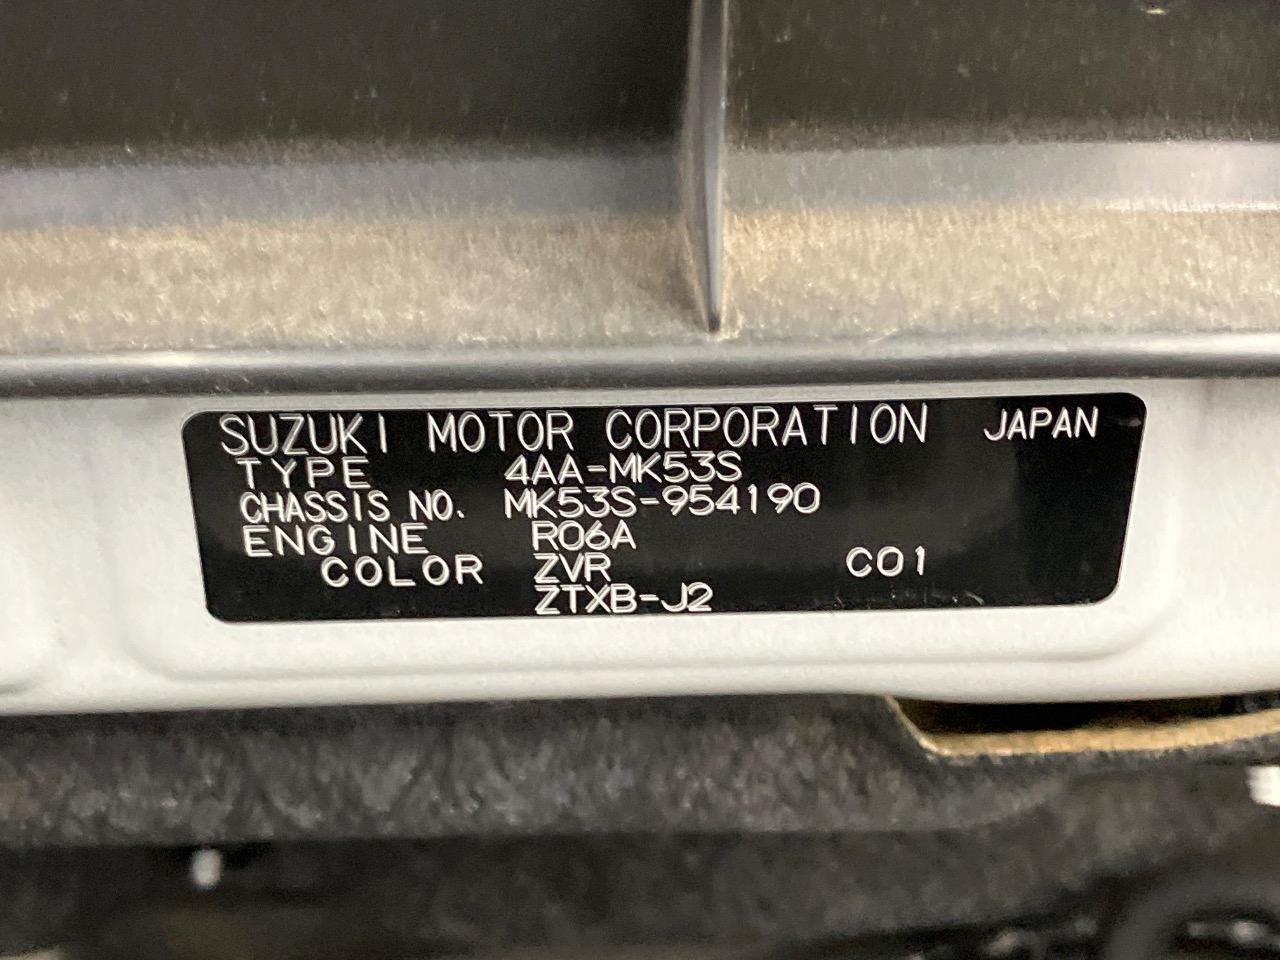 SUZUKI MOTOR CORPORATION JAPAN
TYPE 4AA-MK53S
CHASSIS NO. MK53S-954190
ENGINE R06A
COLOR ZVR C01
ZTXB-J2